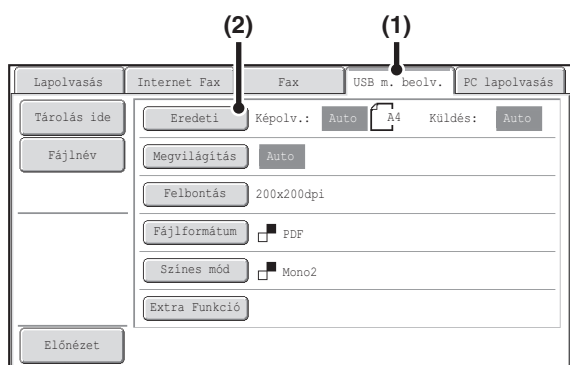 (2) (1)
Lapolvasás Internet Fax Fax USB m. beolv. PC lapolvasás
Tárolás ide Eredeti Képolv.: Auto A4 Küldés: Auto
Fájlnév Megvilágítás Auto
Felbontás 200x200dpi
Fájlformátum PDF
Színes mód Mono2
Extra Funkció
Előnézet